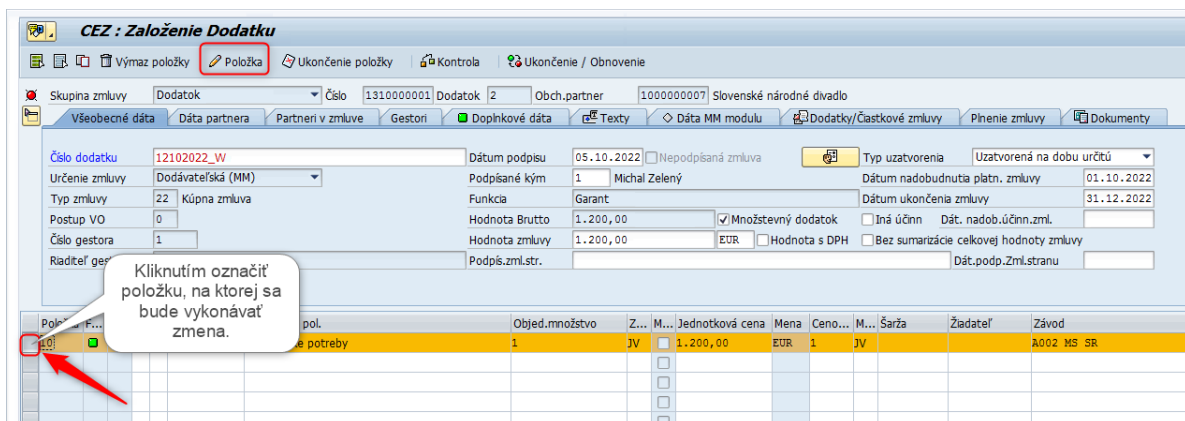 CEZ : Založenie Dodatku
Výmaz položky Položka Ukončenie položky Kontrola Ukončenie / Obnovenie
Skupina zmluvy Dodatok Číslo 1310000001 Dodatok 2 Obch.partner 1000000007 Slovenské národné divadlo
Všeobecné dáta Dáta partnera Partneri v zmluve Gestori Doplnkové dáta Texty Dáta MM modulu Dodatky/Čiastkové zmluvy Plnenie zmluvy Dokumenty
Číslo dodatku 12102022_W Dátum podpisu 05.10.2022 Nepodpísaná zmluva Typ uzatvorenia Uzatvorená na dobu určitú
Určenie zmluvy Dodávateľská (MM) Podpísané kým 1 Michal Zelený Dátum nadobudnutia platn. zmluvy 01.10.2022
Typ zmluvy 22 Kúpna zmluva Funkcia Garant Dátum ukončenia zmluvy 31.12.2022
Postup VO 0 Hodnota Brutto 1.200,00 Množstevný dodatok Iná účinn Dát. nadob.účinn.zml.
Číslo gestora 1 Hodnota zmluvy 1.200,00 EUR Hodnota s DPH Bez sumarizácie celkovej hodnoty zmluvy
Riaditeľ Podpís.zml.str. Dát.podp.Zml.stranu
Kliknutím označiť
položku, na ktorej sa
bude vykonávať
zmena.
F... pol. Objed.množstvo Z... M... Jednotková cena Mena Ceno... M... Šarža Žiadateľ Závod
10 potreby 1 JV 1.200,00 EUR 1 JV A002 MS SR